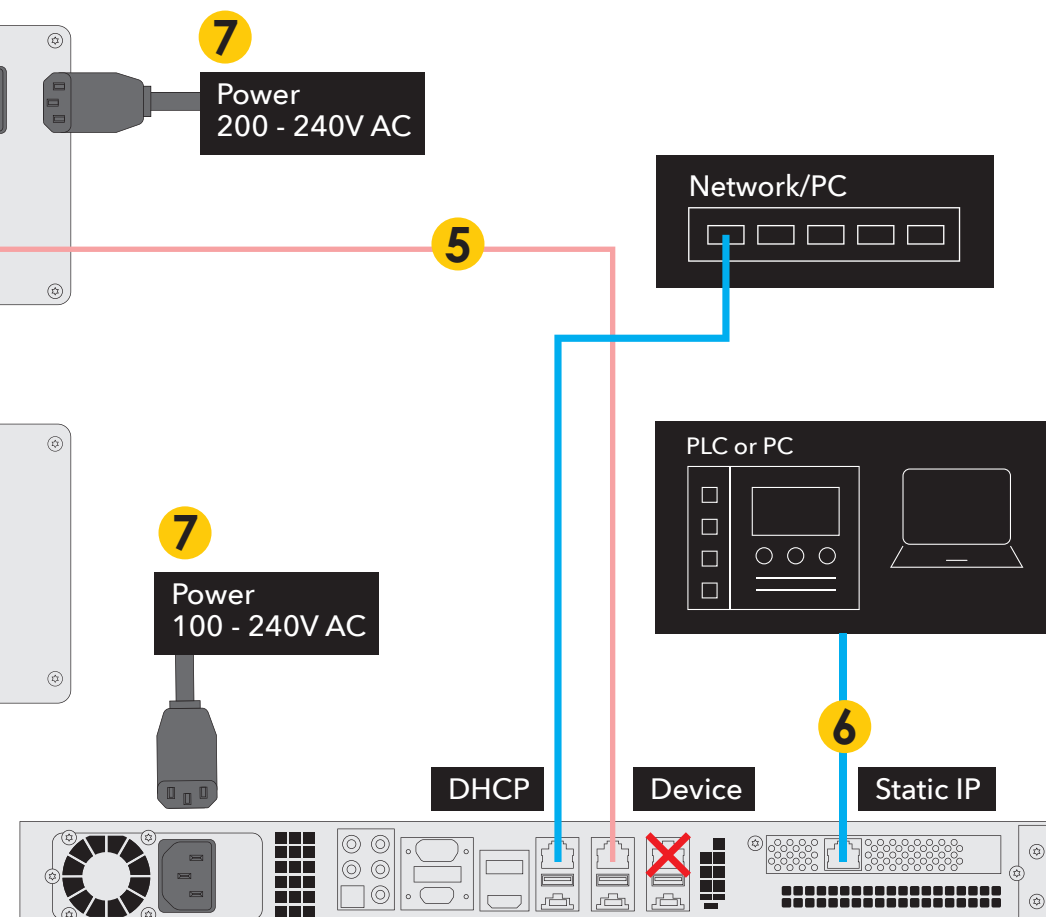 7
Power
200 - 240V AC
Network/PC
5
PLC or PC
7
Power
100 - 240V AC
6
DHCP
Device
Static IP